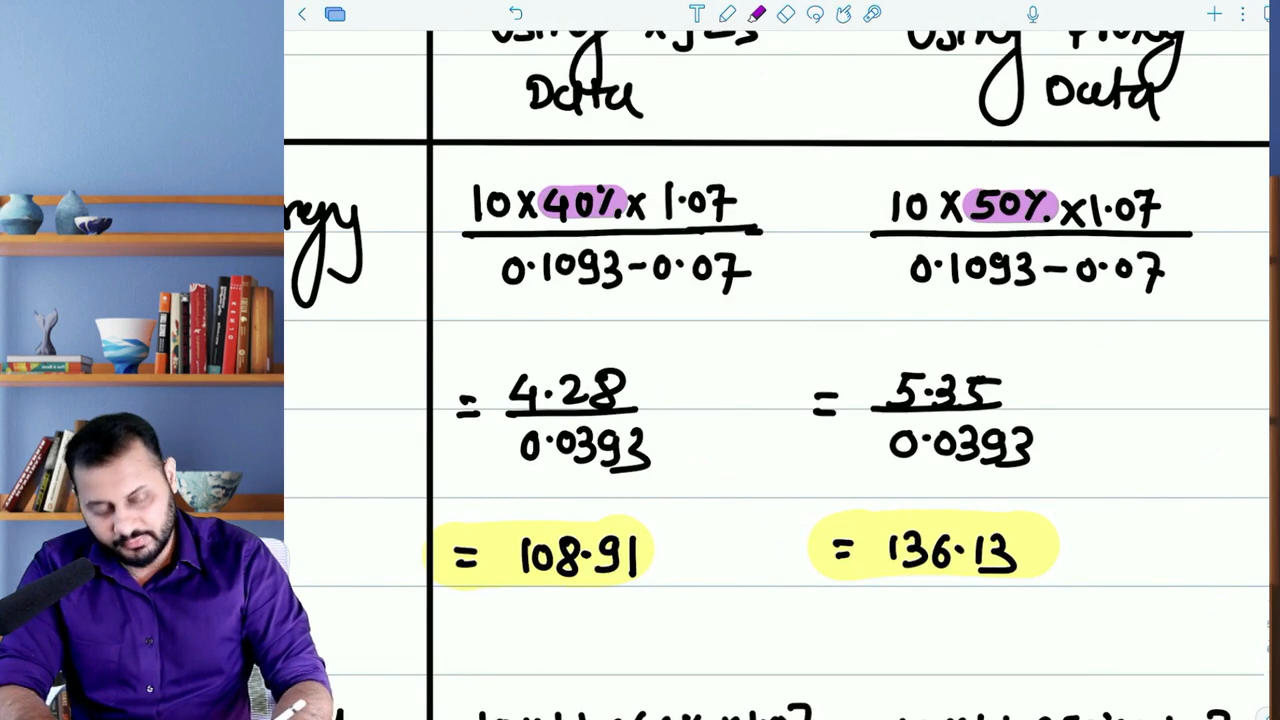 Data
Data
10 x 40% x 1.07
0.1093 - 0.07
10 x 50% x 1.07
0.1093 - 0.07
= 4.28
0.0393
= 5.35
0.0393
= 108.91
= 136.13